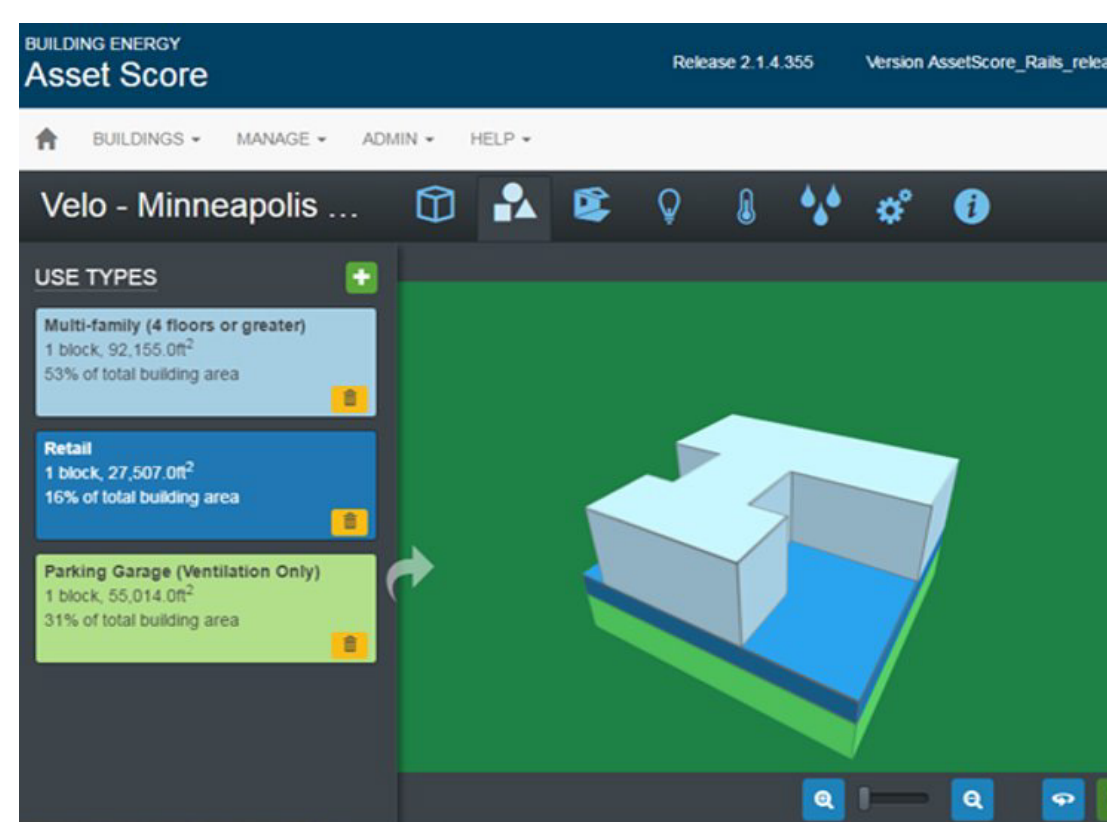 BUILDING ENERGY
Asset Score
Release 2.1.4.355 Version AssetScore_Rails_relea
BUILDINGS MANAGE ADMIN HELP
Velo - Minneapolis ...
USE TYPES
Multi-family (4 floors or greater)
1 block, 92,155.0ft²
53% of total building area
Retail
1 block, 27,507.0ft²
16% of total building area
Parking Garage (Ventilation Only)
1 block, 55,014.0ft²
31% of total building area